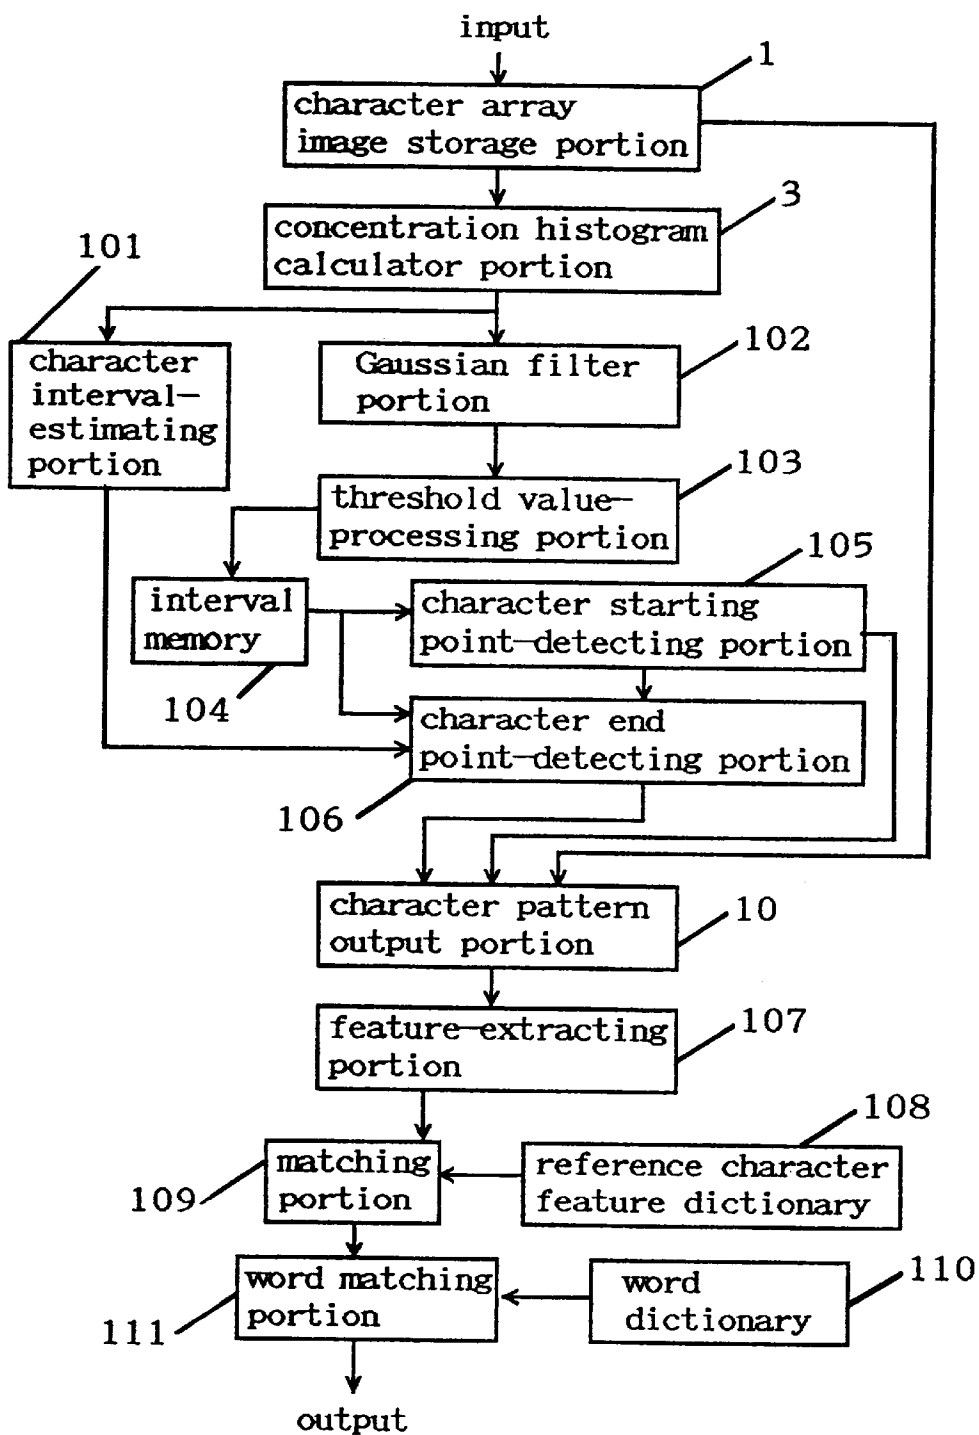 input
1
character array
image storage portion
3
concentration histogram
calculator portion
101
character
interval-
estimating
portion
102
Gaussian filter
portion
103
threshold value-
processing portion
104
interval
memory
105
character starting
point-detecting portion
106
character end
point-detecting portion
10
character pattern
output portion
107
feature-extracting
portion
108
reference character
feature dictionary
109
matching
portion
110
word
dictionary
111
word matching
portion
output